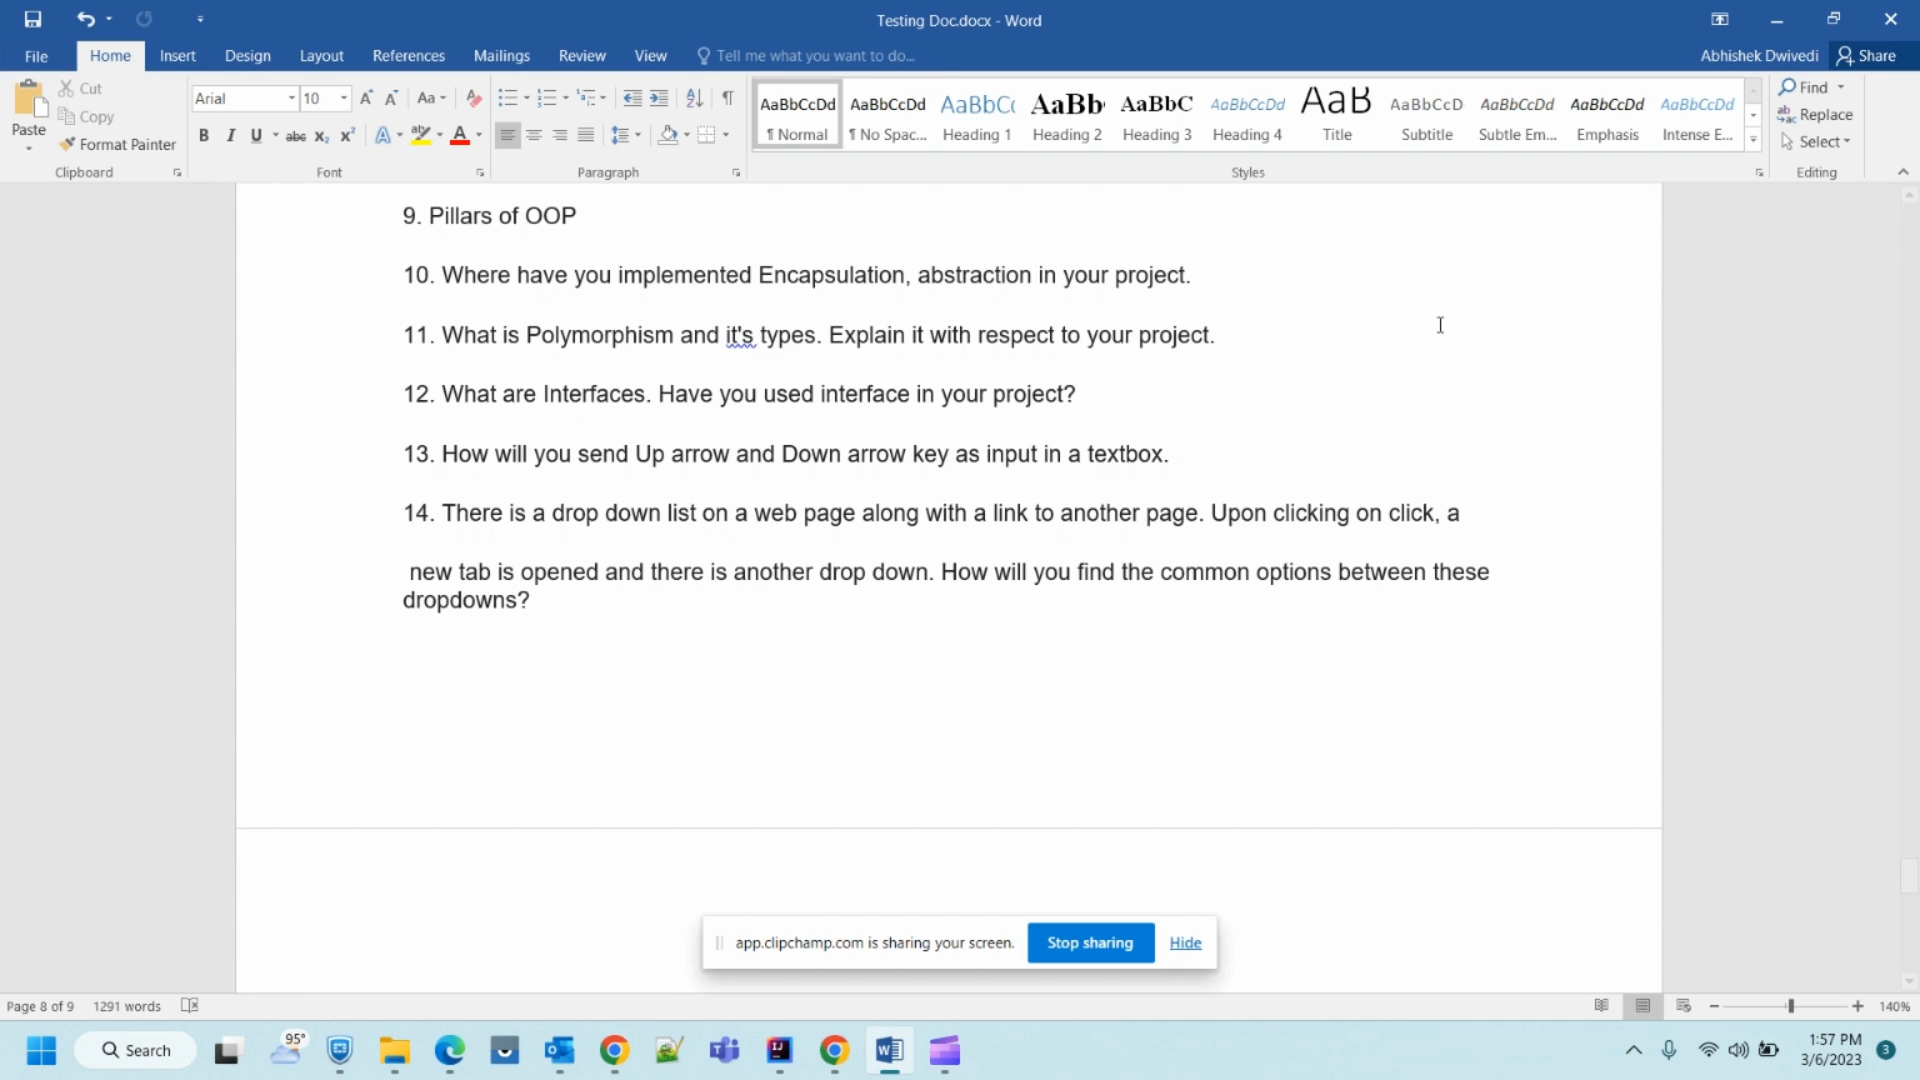 Testing Doc.docx - Word
File Home Insert Design Layout References Mailings Review View Tell me what you want to do... Abhishek Dwivedi Share
Paste Cut Copy Format Painter Clipboard
Arial 10 Font
Paragraph
AaBbCcDd AaBbCcDd AaBbC AaBb AaBbC AaBbCcDd AaB AaBbCcD AaBbCcDd AaBbCcDd AaBbCcDd
¶ Normal ¶ No Spac... Heading 1 Heading 2 Heading 3 Heading 4 Title Subtitle Subtle Em... Emphasis Intense E...
Styles
Find Replace Select Editing
9. Pillars of OOP
10. Where have you implemented Encapsulation, abstraction in your project.
11. What is Polymorphism and it's types. Explain it with respect to your project.
12. What are Interfaces. Have you used interface in your project?
13. How will you send Up arrow and Down arrow key as input in a textbox.
14. There is a drop down list on a web page along with a link to another page. Upon clicking on click, a
new tab is opened and there is another drop down. How will you find the common options between these
dropdowns?
app.clipchamp.com is sharing your screen. Stop sharing Hide
Page 8 of 9 1291 words 140%
Search 95° 1:57 PM
3/6/2023 3